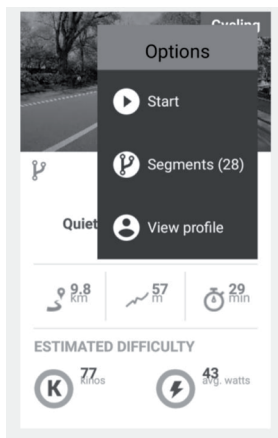 Cycling
Options
Start
Segments (28)
Quiet
View profile
9.8 km
57 m
29 min
ESTIMATED DIFFICULTY
K
77 kinos
43 avg. watts